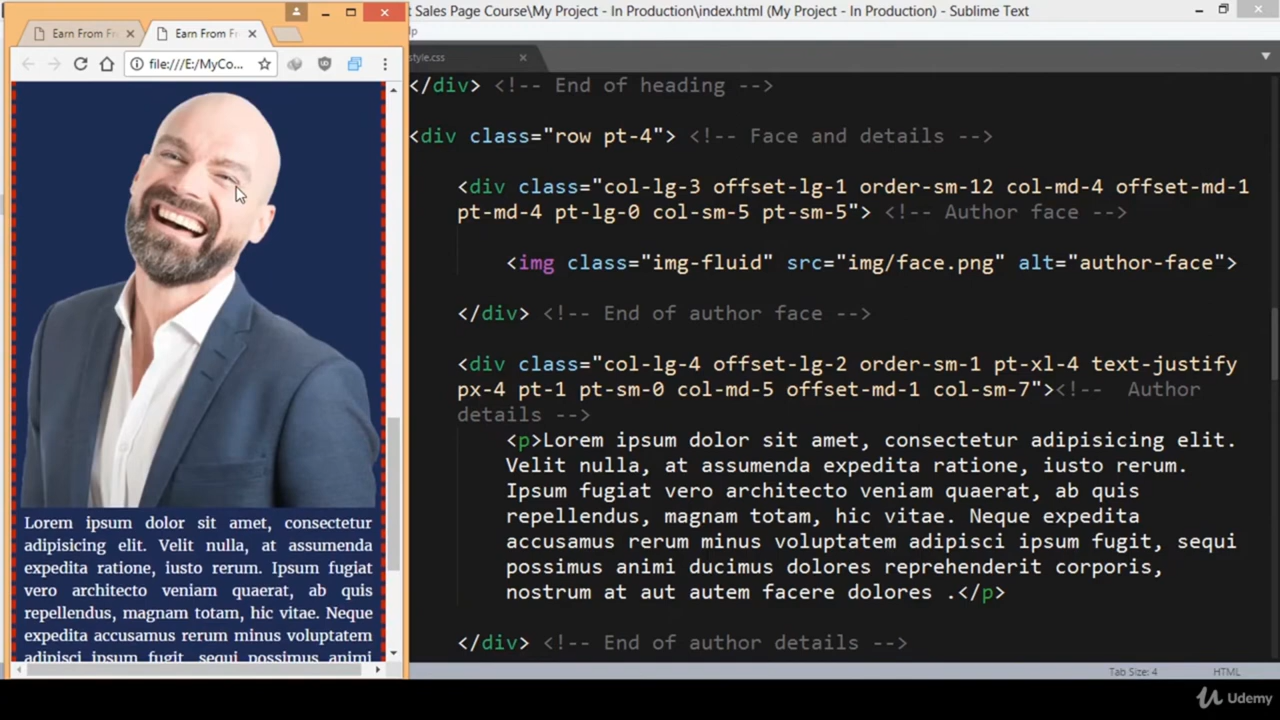 t Sales Page Course\My Project - In Production\index.html (My Project - In Production) - Sublime Text
Earn From Fr
Earn From Fr
lp
style.css
file:///E:/MyCo...
</div> <!-- End of heading -->
<div class="row pt-4"> <!-- Face and details -->
<div class="col-lg-3 offset-lg-1 order-sm-12 col-md-4 offset-md-1
pt-md-4 pt-lg-0 col-sm-5 pt-sm-5"> <!-- Author face -->
<img class="img-fluid" src="img/face.png" alt="author-face">
</div> <!-- End of author face -->
<div class="col-lg-4 offset-lg-2 order-sm-1 pt-xl-4 text-justify
px-4 pt-1 pt-sm-0 col-md-5 offset-md-1 col-sm-7"><!--  Author
details -->
<p>Lorem ipsum dolor sit amet, consectetur adipisicing elit.
Velit nulla, at assumenda expedita ratione, iusto rerum.
Ipsum fugiat vero architecto veniam quaerat, ab quis
repellendus, magnam totam, hic vitae. Neque expedita
accusamus rerum minus voluptatem adipisci ipsum fugit, sequi
possimus animi ducimus dolores reprehenderit corporis,
nostrum at aut autem facere dolores .</p>
</div> <!-- End of author details -->
Lorem ipsum dolor sit amet, consectetur
adipisicing elit. Velit nulla, at assumenda
expedita ratione, iusto rerum. Ipsum fugiat
vero architecto veniam quaerat, ab quis
repellendus, magnam totam, hic vitae. Neque
expedita accusamus rerum minus voluptatem
adipisci ipsum fugit, sequi possimus animi
Tab Size: 4
HTML
Udemy